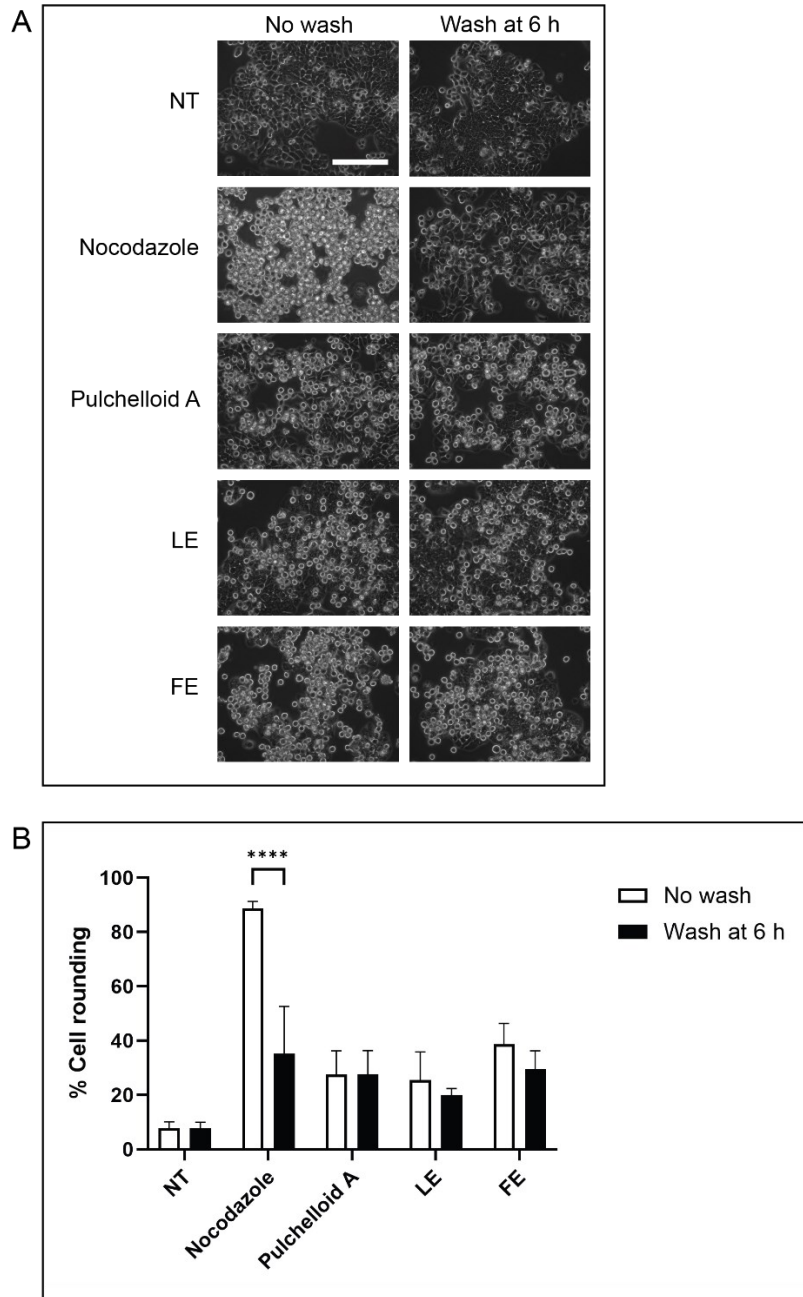 A
No wash
Wash at 6 h
NT
Nocodazole
Pulchelloid A
LE
FE
B
****
100
80
60
40
20
0
% Cell rounding
NT
Nocodazole
Pulchelloid A
LE
FE
No wash
Wash at 6 h